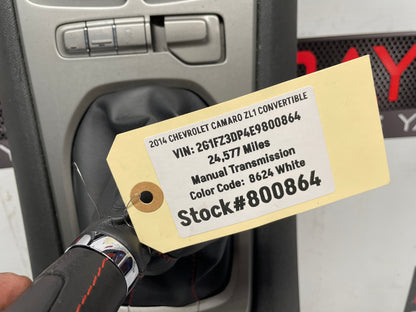 2014 CHEVROLET CAMARO ZL1 CONVERTIBLE
VIN: 2G1FZ3DP4E9800864
24,577 Miles
Manual Transmission
Color Code: 8624 White
Stock#800864